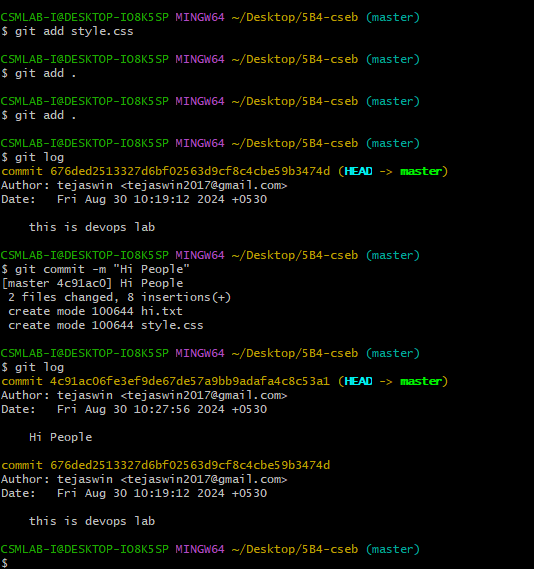 CSMLAB-I@DESKTOP-IO8K5SP MINGW64 ~/Desktop/5B4-cseb (master)
$ git add style.css
CSMLAB-I@DESKTOP-IO8K5SP MINGW64 ~/Desktop/5B4-cseb (master)
$ git add .
CSMLAB-I@DESKTOP-IO8K5SP MINGW64 ~/Desktop/5B4-cseb (master)
$ git add .
CSMLAB-I@DESKTOP-IO8K5SP MINGW64 ~/Desktop/5B4-cseb (master)
$ git log
commit 676ded2513327d6bf02563d9cf8c4cbe59b3474d (HEAD -> master)
Author: tejaswin <tejaswin2017@gmail.com>
Date:   Fri Aug 30 10:19:12 2024 +0530
    this is devops lab
CSMLAB-I@DESKTOP-IO8K5SP MINGW64 ~/Desktop/5B4-cseb (master)
$ git commit -m "Hi People"
[master 4c91ac0] Hi People
 2 files changed, 8 insertions(+)
 create mode 100644 hi.txt
 create mode 100644 style.css
CSMLAB-I@DESKTOP-IO8K5SP MINGW64 ~/Desktop/5B4-cseb (master)
$ git log
commit 4c91ac06fe3ef9de67de57a9bb9adafa4c8c53a1 (HEAD -> master)
Author: tejaswin <tejaswin2017@gmail.com>
Date:   Fri Aug 30 10:27:56 2024 +0530
    Hi People
commit 676ded2513327d6bf02563d9cf8c4cbe59b3474d
Author: tejaswin <tejaswin2017@gmail.com>
Date:   Fri Aug 30 10:19:12 2024 +0530
    this is devops lab
CSMLAB-I@DESKTOP-IO8K5SP MINGW64 ~/Desktop/5B4-cseb (master)
$